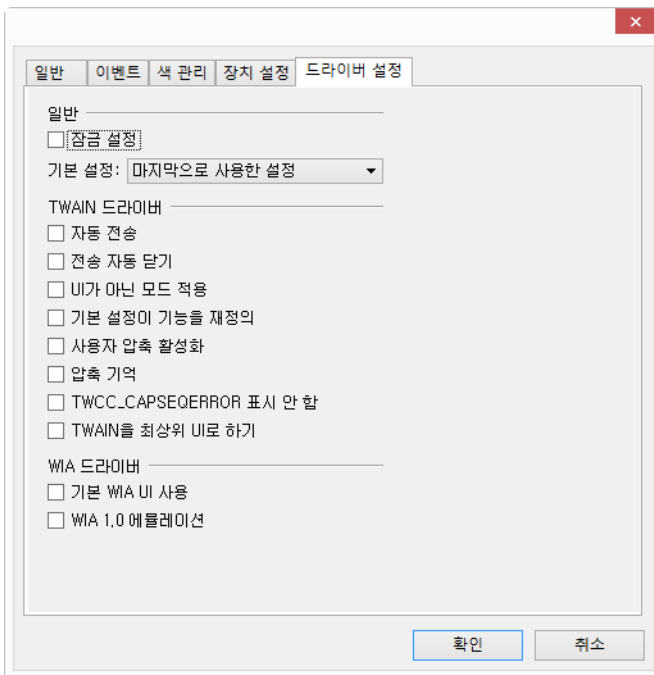 일반 이벤트 색 관리 장치 설정 드라이버 설정
일반
잠금 설정
기본 설정: 마지막으로 사용한 설정
TWAIN 드라이버
자동 전송
전송 자동 닫기
UI가 아닌 모드 적용
기본 설정이 기능을 재정의
사용자 압축 활성화
압축 기억
TWCC_CAPSEQERROR 표시 안 함
TWAIN을 최상위 UI로 하기
WIA 드라이버
기본 WIA UI 사용
WIA 1.0 에뮬레이션
확인 취소